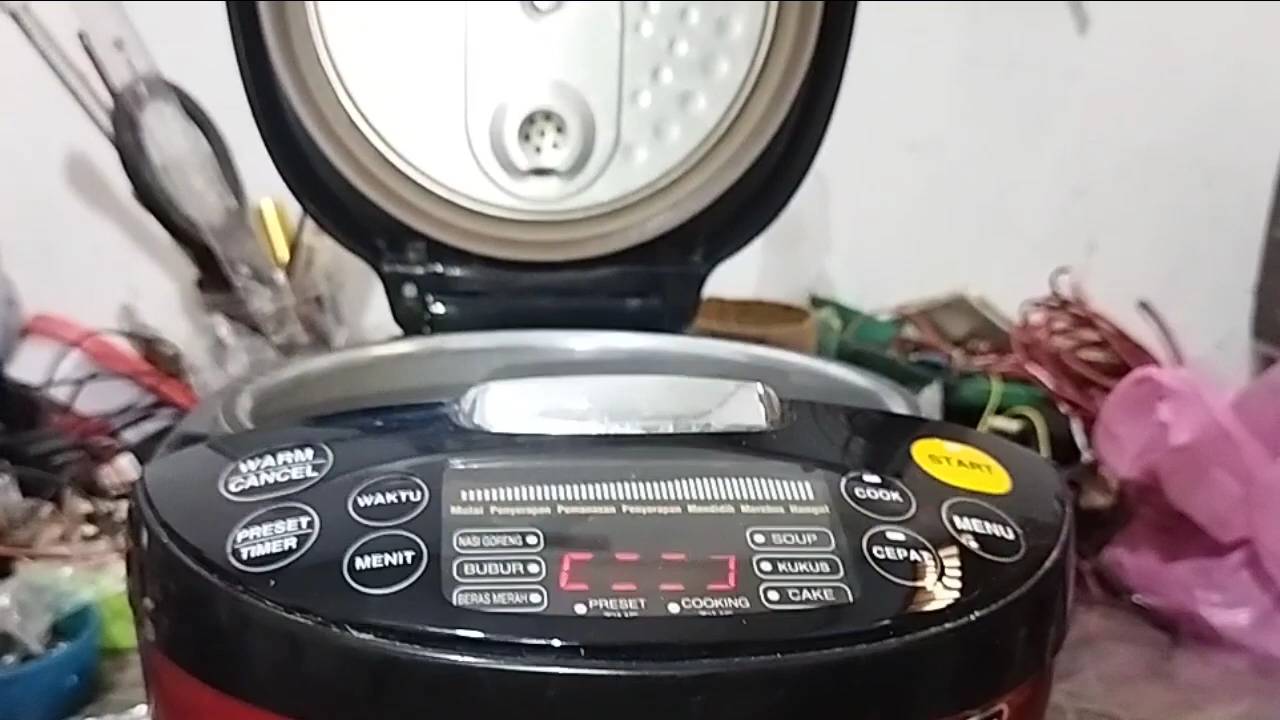 WARM
CANCEL
PRESET
TIMER
WAKTU
MENIT
Mulai Penyerapan Pemanasan Penyerapan Mendidih Merebus Hangat
NASI GORENG
BUBUR
BERAS MERAH
PRESET
COOKING
SOUP
KUKUS
CAKE
COOK
CEPAT
START
MENU